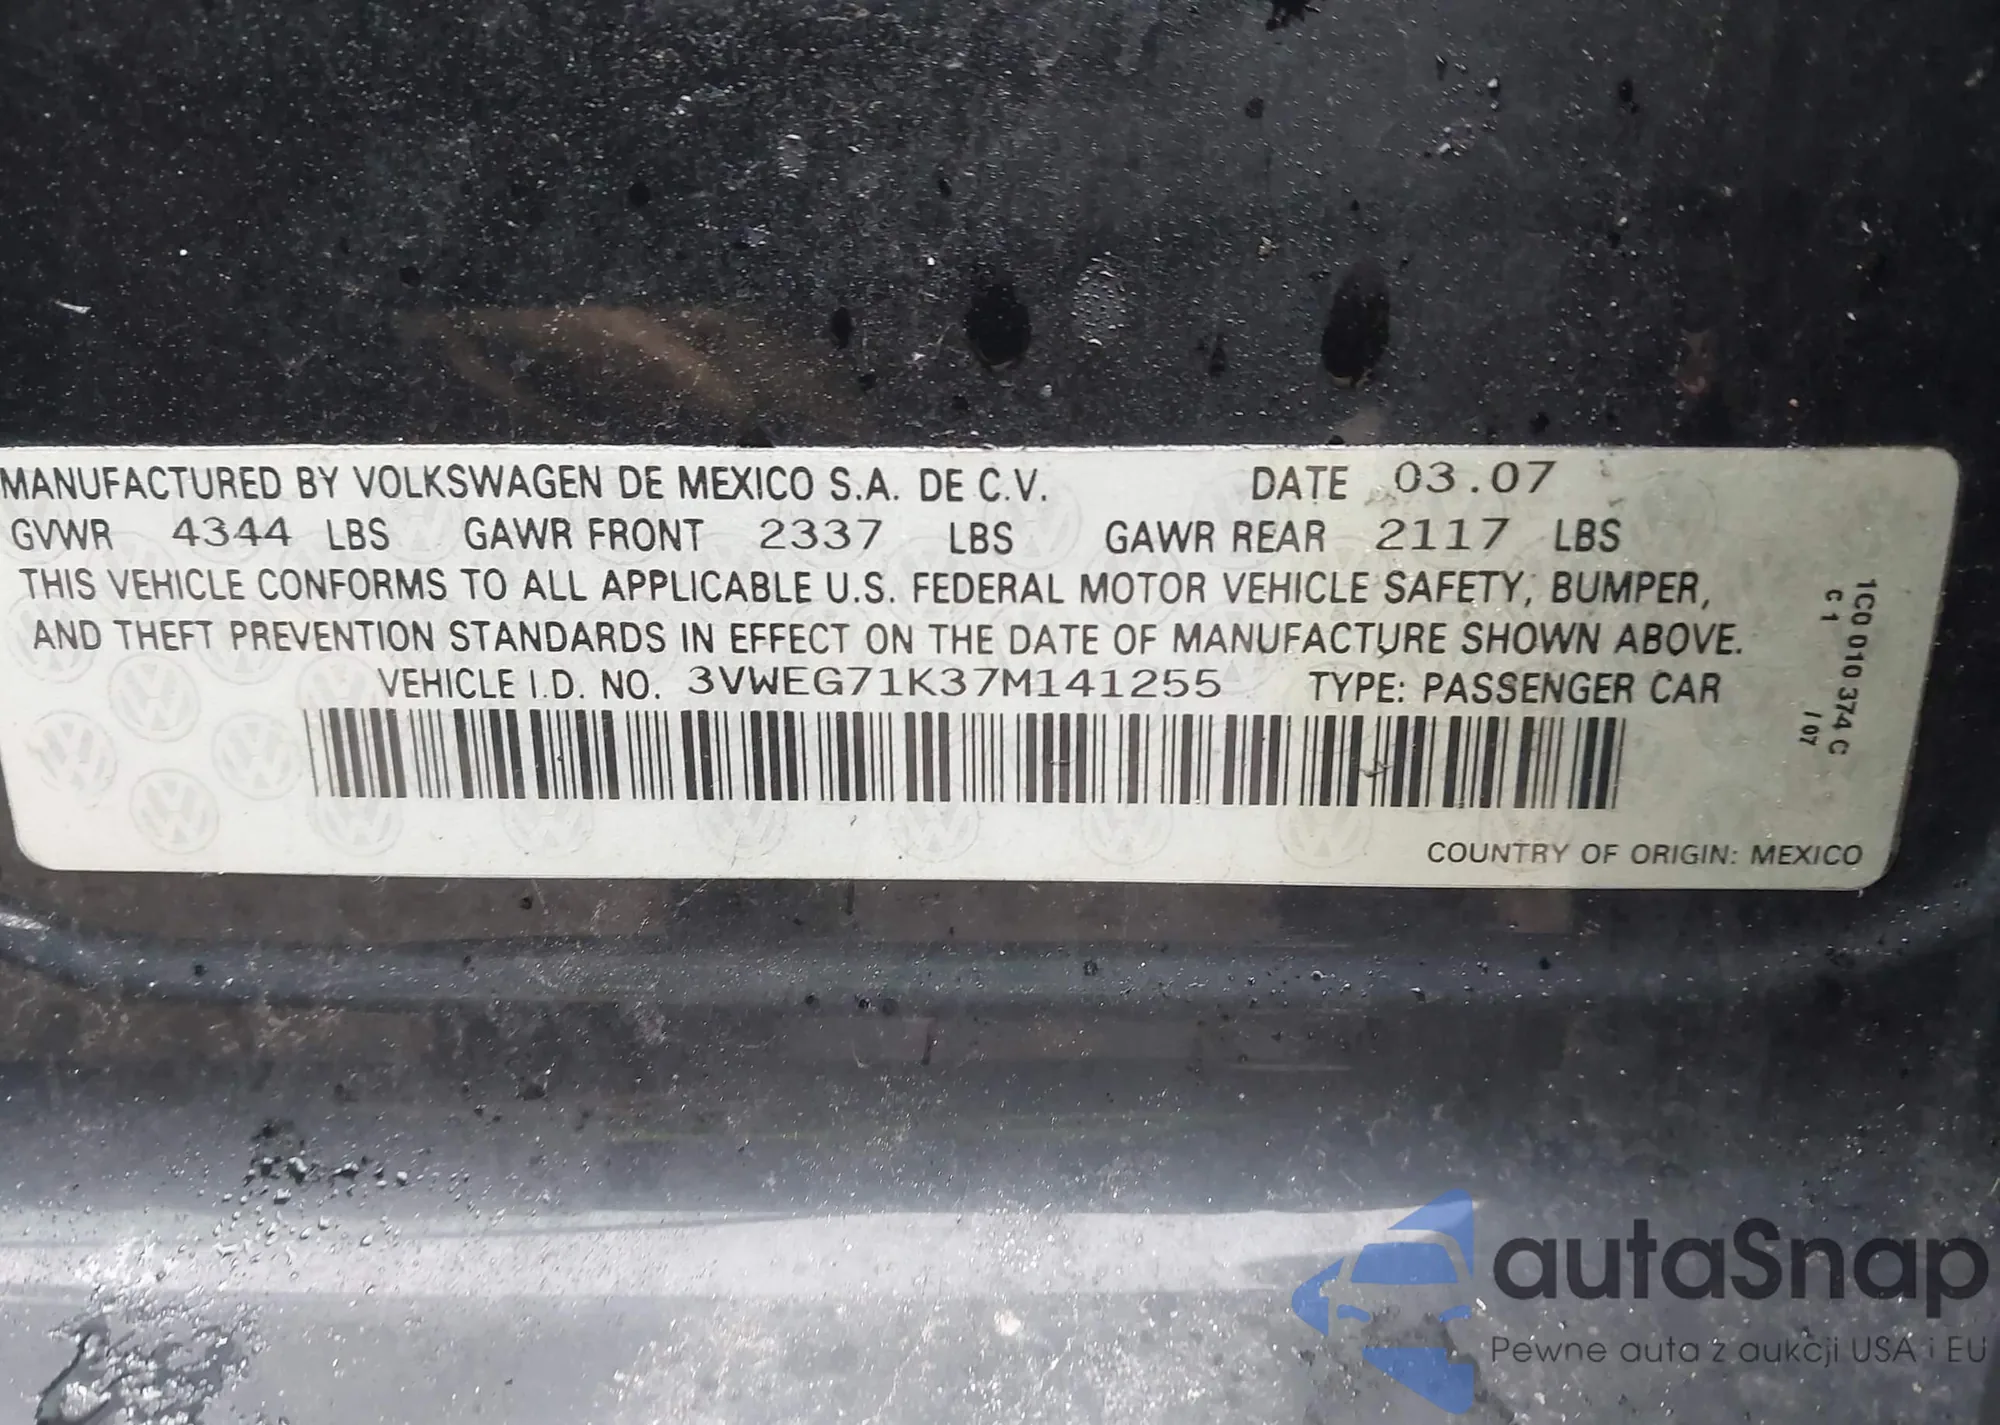 MANUFACTURED BY VOLKSWAGEN DE MEXICO S.A. DE C.V. DATE 03.07
GVWR 4344 LBS GAWR FRONT 2337 LBS GAWR REAR 2117 LBS
THIS VEHICLE CONFORMS TO ALL APPLICABLE U.S. FEDERAL MOTOR VEHICLE SAFETY, BUMPER,
AND THEFT PREVENTION STANDARDS IN EFFECT ON THE DATE OF MANUFACTURE SHOWN ABOVE.
VEHICLE I.D. NO. 3VWEG71K37M141255 TYPE: PASSENGER CAR
COUNTRY OF ORIGIN: MEXICO
1C0 010 374 C
C 1 / 07
autaSnap
Pewne auta z aukcji USA i EU